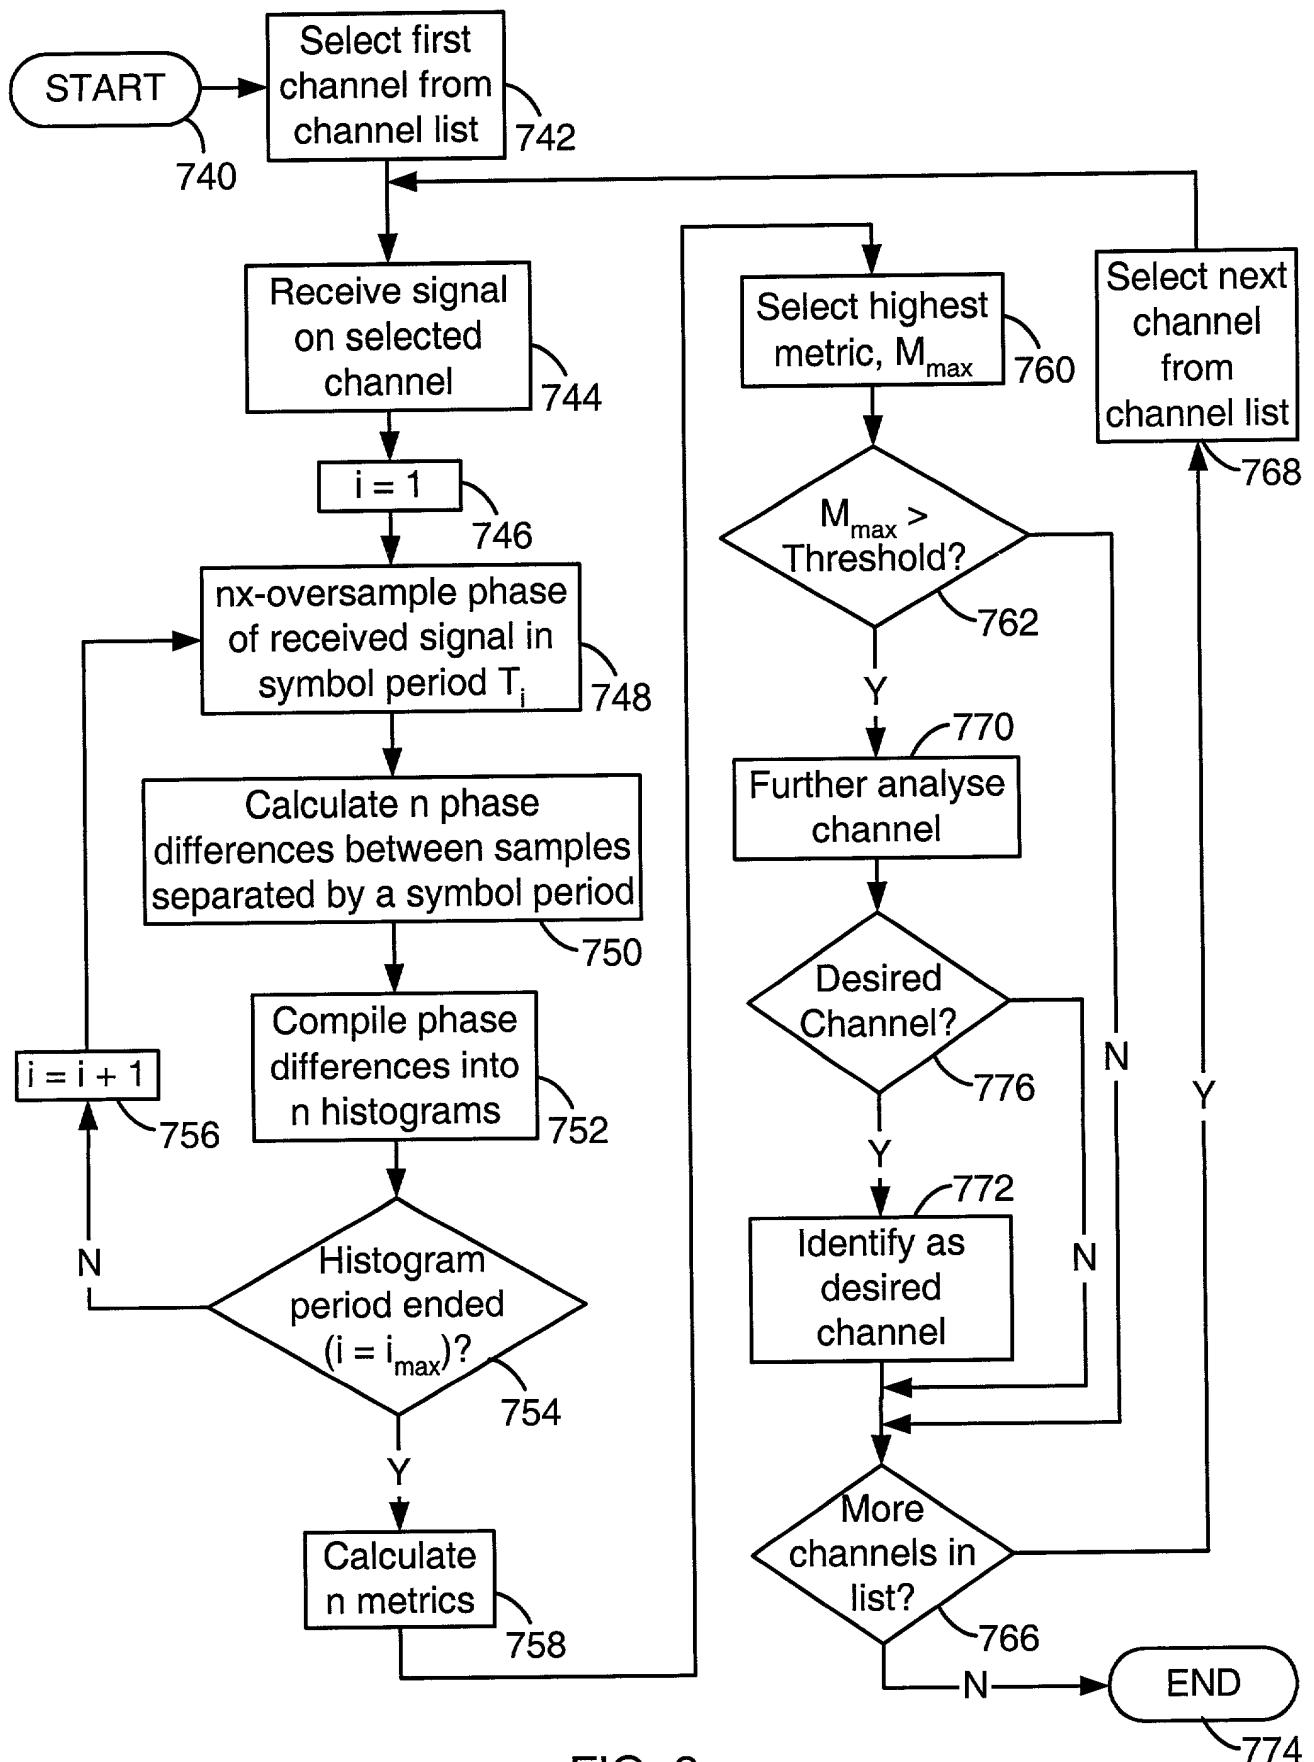 START
740
Select first
channel from
channel list
742
Receive signal
on selected
channel
744
i = 1
746
nx-oversample phase
of received signal in
symbol period Ti
748
Calculate n phase
differences between samples
separated by a symbol period
750
Compile phase
differences into
n histograms
752
i = i + 1
756
N
Histogram
period ended
(i = imax)?
754
Y
Calculate
n metrics
758
Select highest
metric, Mmax
760
Mmax >
Threshold?
762
Y
N
770
Further analyse
channel
Desired
Channel?
776
Y
N
772
Identify as
desired
channel
More
channels in
list?
766
Y
N
Select next
channel
from
channel list
768
END
774